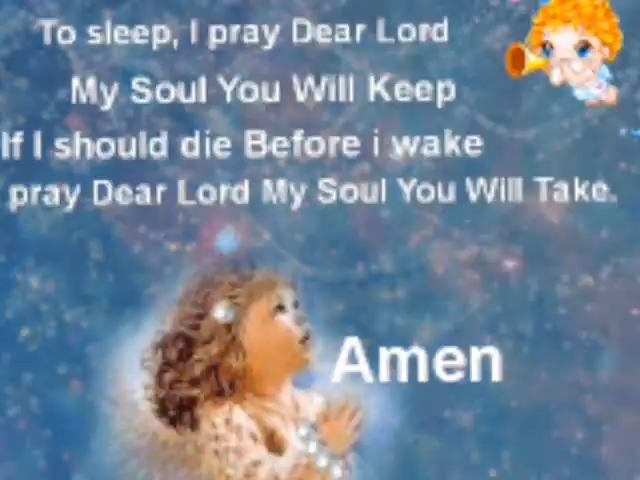 To sleep, I pray Dear Lord
My Soul You Will Keep
If I should die Before i wake
pray Dear Lord My Soul You Will Take.
Amen